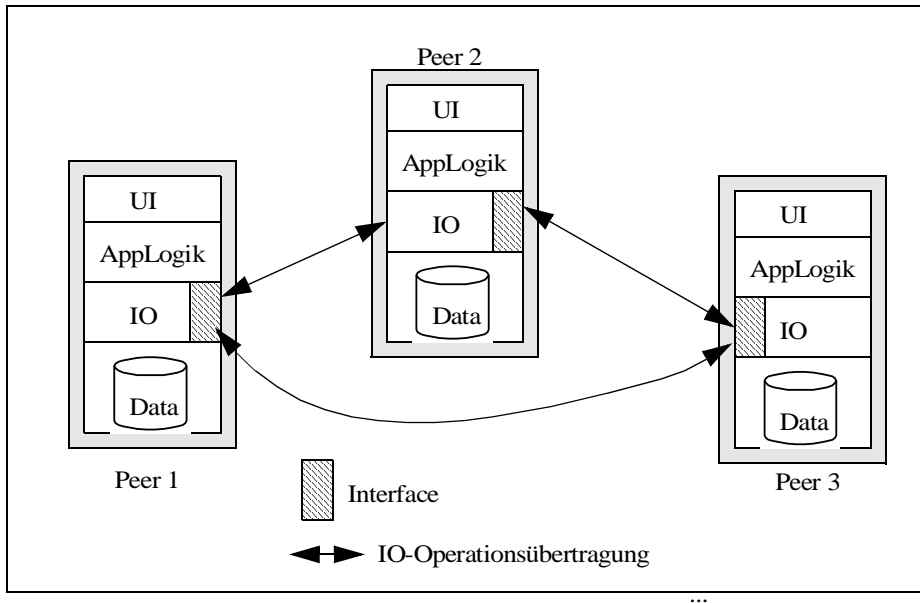 Peer 2
UI
AppLogik
IO
Data
UI
AppLogik
IO
Data
Peer 1
UI
AppLogik
IO
Data
Peer 3
Interface
IO-Operationsübertragung
...